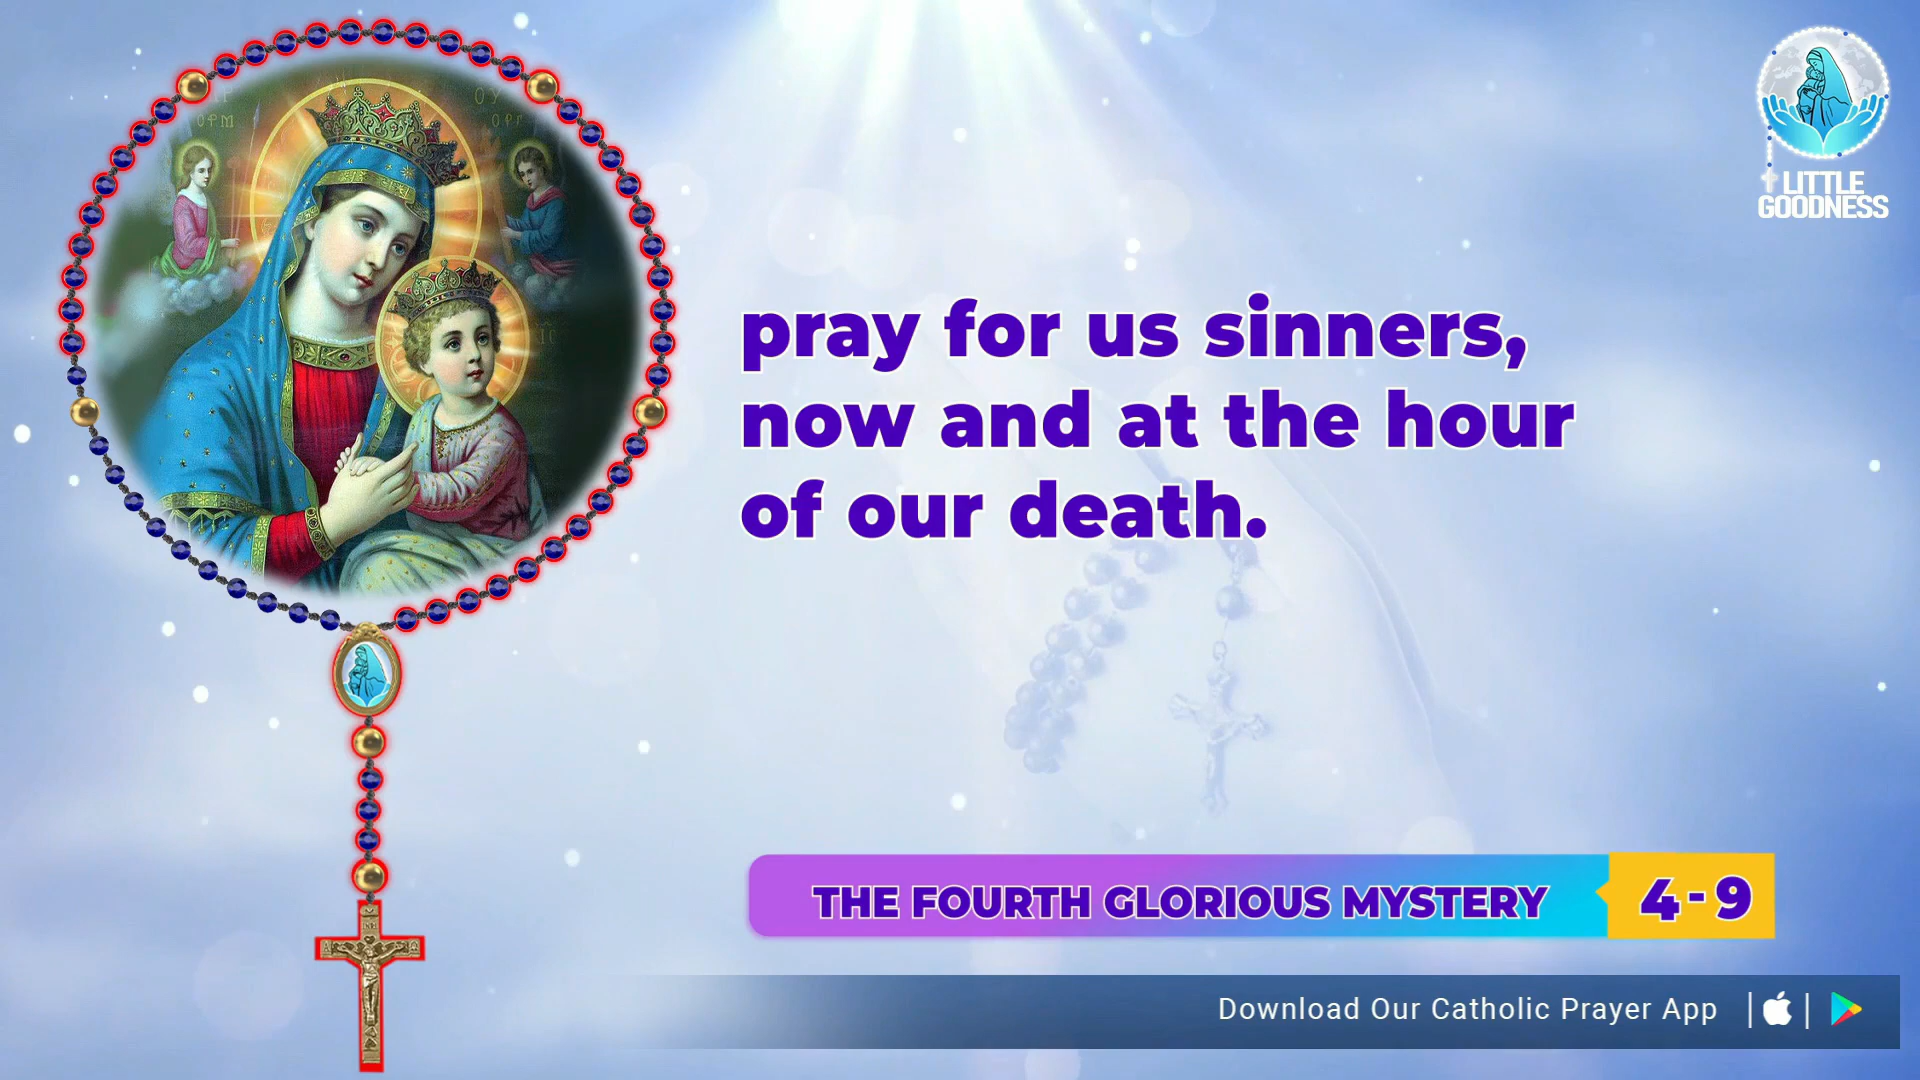 LITTLE
GOODNESS
pray for us sinners,
now and at the hour
of our death.
THE FOURTH GLORIOUS MYSTERY
4-9
Download Our Catholic Prayer App